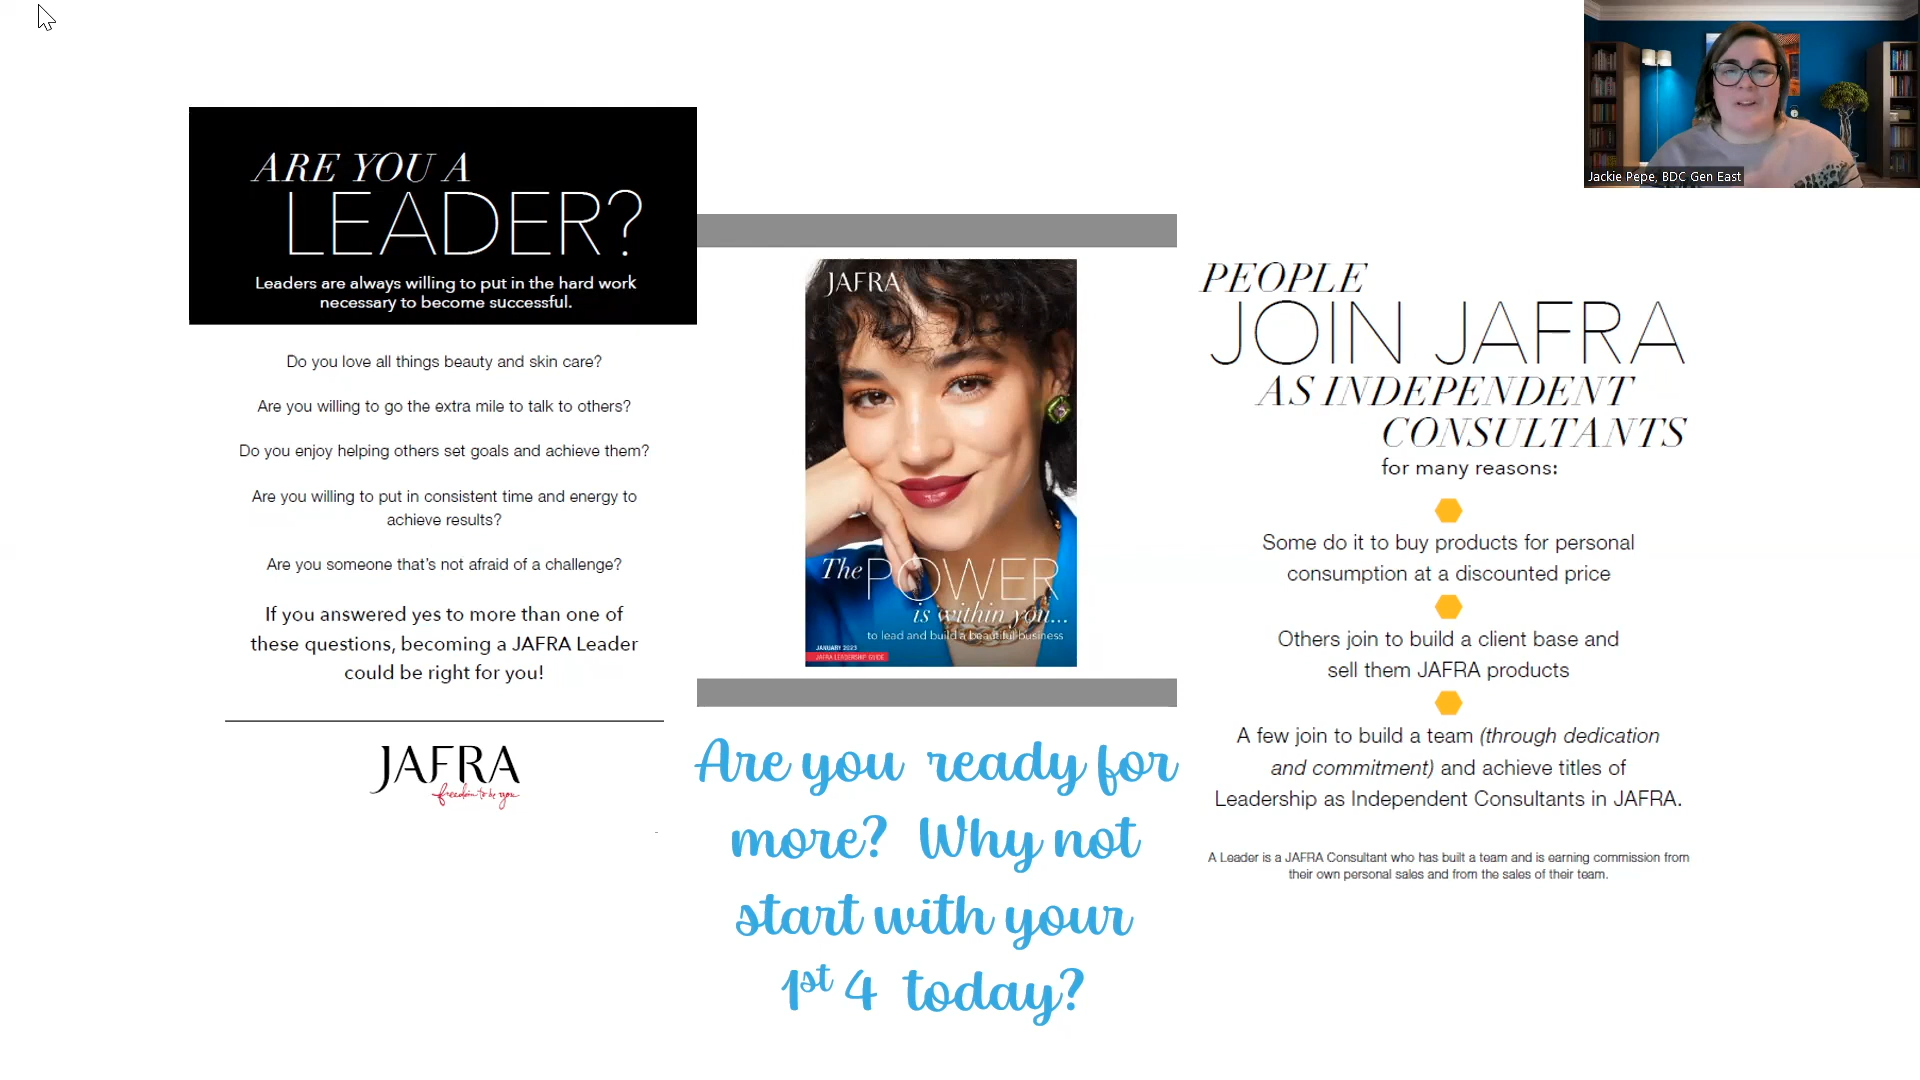 ARE YOU A
LEADER?
Leaders are always willing to put in the hard work
necessary to become successful.
Do you love all things beauty and skin care?
Are you willing to go the extra mile to talk to others?
Do you enjoy helping others set goals and achieve them?
Are you willing to put in consistent time and energy to
achieve results?
Are you someone that's not afraid of a challenge?
If you answered yes to more than one of
these questions, becoming a JAFRA Leader
could be right for you!
JAFRA
freedom to be you
JAFRA
The POWER
is within you...
to lead and build a beautiful business
JANUARY 2023
JAFRA LEADERSHIP GUIDE
Are you ready for
more? Why not
start with your
1st 4 today?
Jackie Pepe, BDC Gen East
PEOPLE
JOIN JAFRA
AS INDEPENDENT
CONSULTANTS
for many reasons:
Some do it to buy products for personal
consumption at a discounted price
Others join to build a client base and
sell them JAFRA products
A few join to build a team (through dedication
and commitment) and achieve titles of
Leadership as Independent Consultants in JAFRA.
A Leader is a JAFRA Consultant who has built a team and is earning commission from
their own personal sales and from the sales of their team.